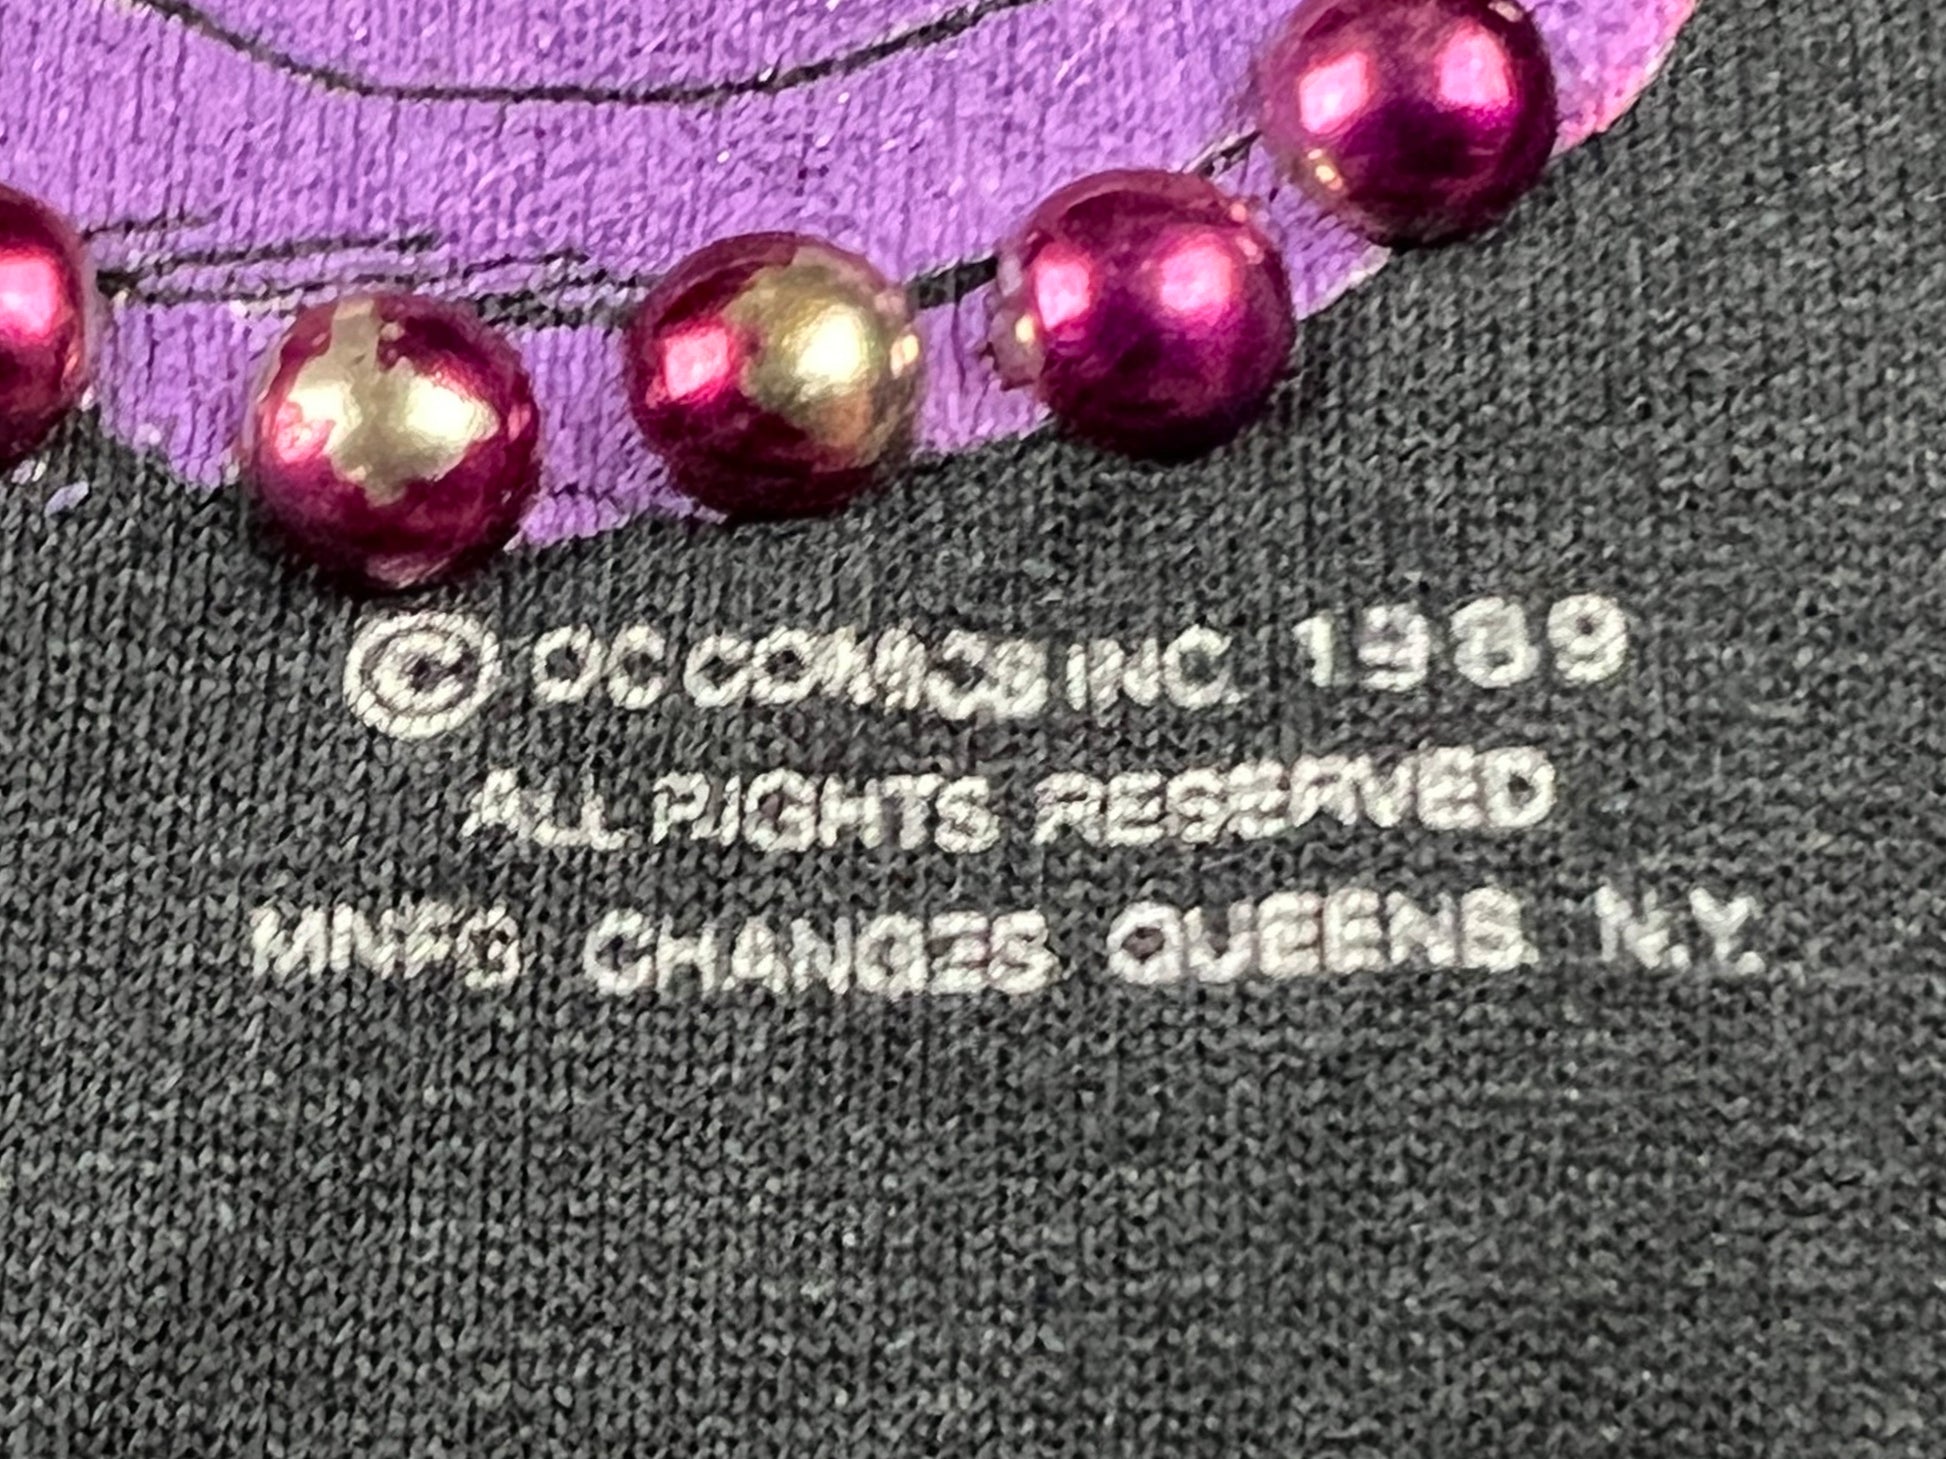 © DC COMICS INC. 1989
ALL RIGHTS RESERVED
MNFG CHANGES QUEENS. N.Y.